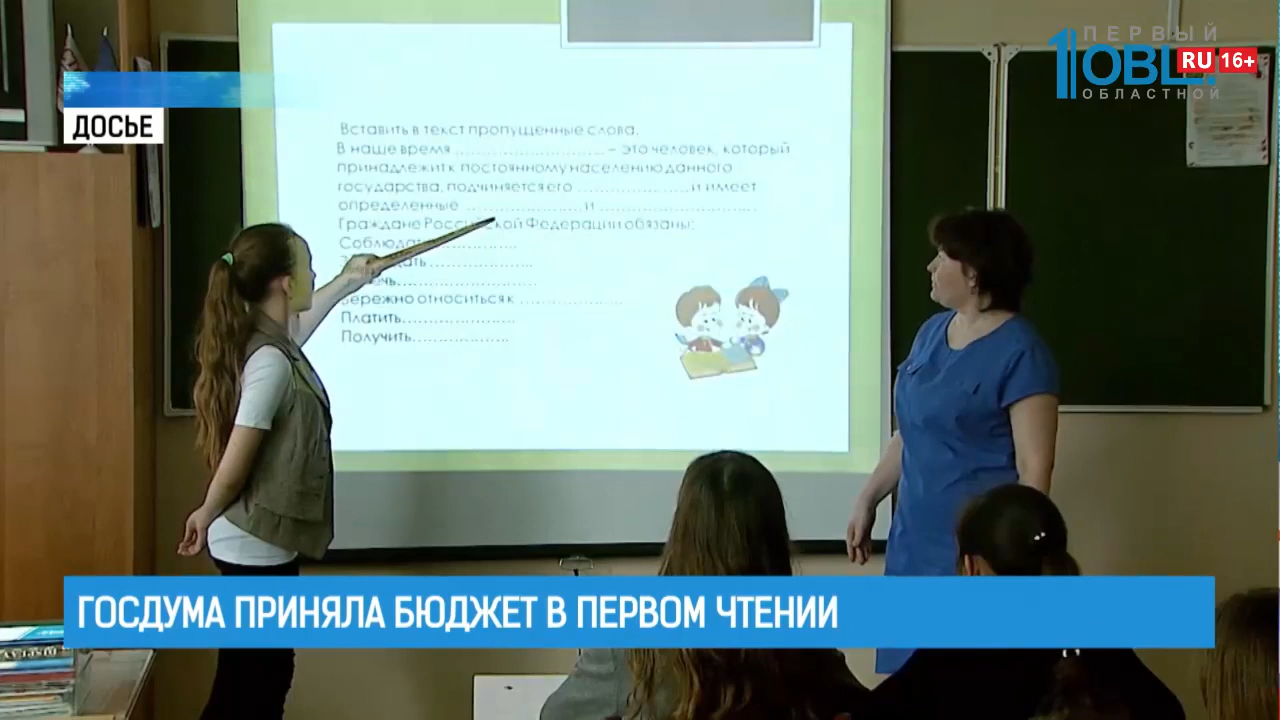 ПЕРВЫЙ
1OBL.
RU 16+
ОБЛАСТНОЙ
ДОСЬЕ
Вставить в текст пропущенные слова.
В наше время ........................... – это человек, который
принадлежит к постоянному населению данного
государства, подчиняется его .................... и имеет
определенные ..................... и ............................
Граждане Российской Федерации обязаны:
...................
...................
.........................
Бережно относиться к ...................
Платить....................
Получить.................
ГОСДУМА ПРИНЯЛА БЮДЖЕТ В ПЕРВОМ ЧТЕНИИ